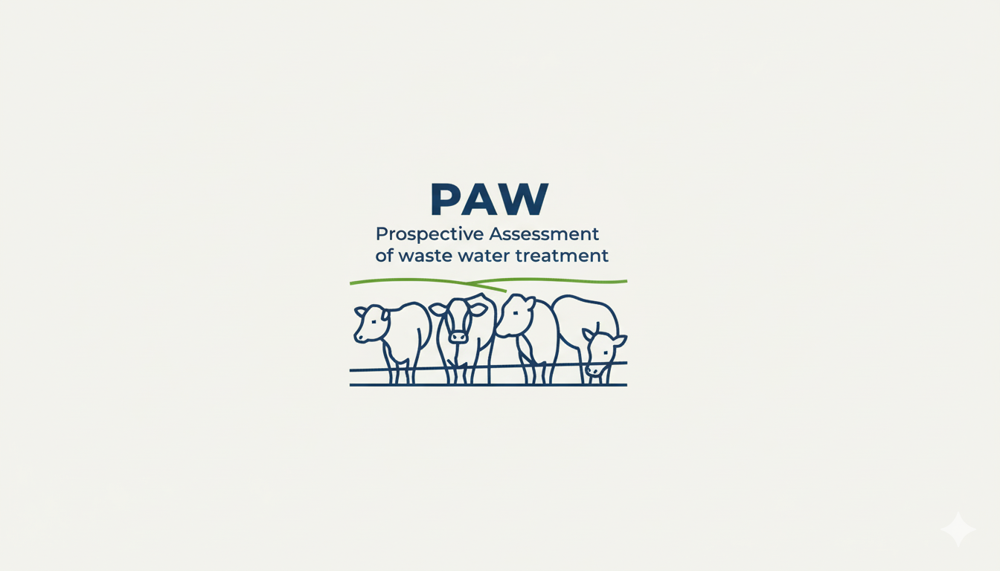 PAW
Prospective Assessment
of waste water treatment